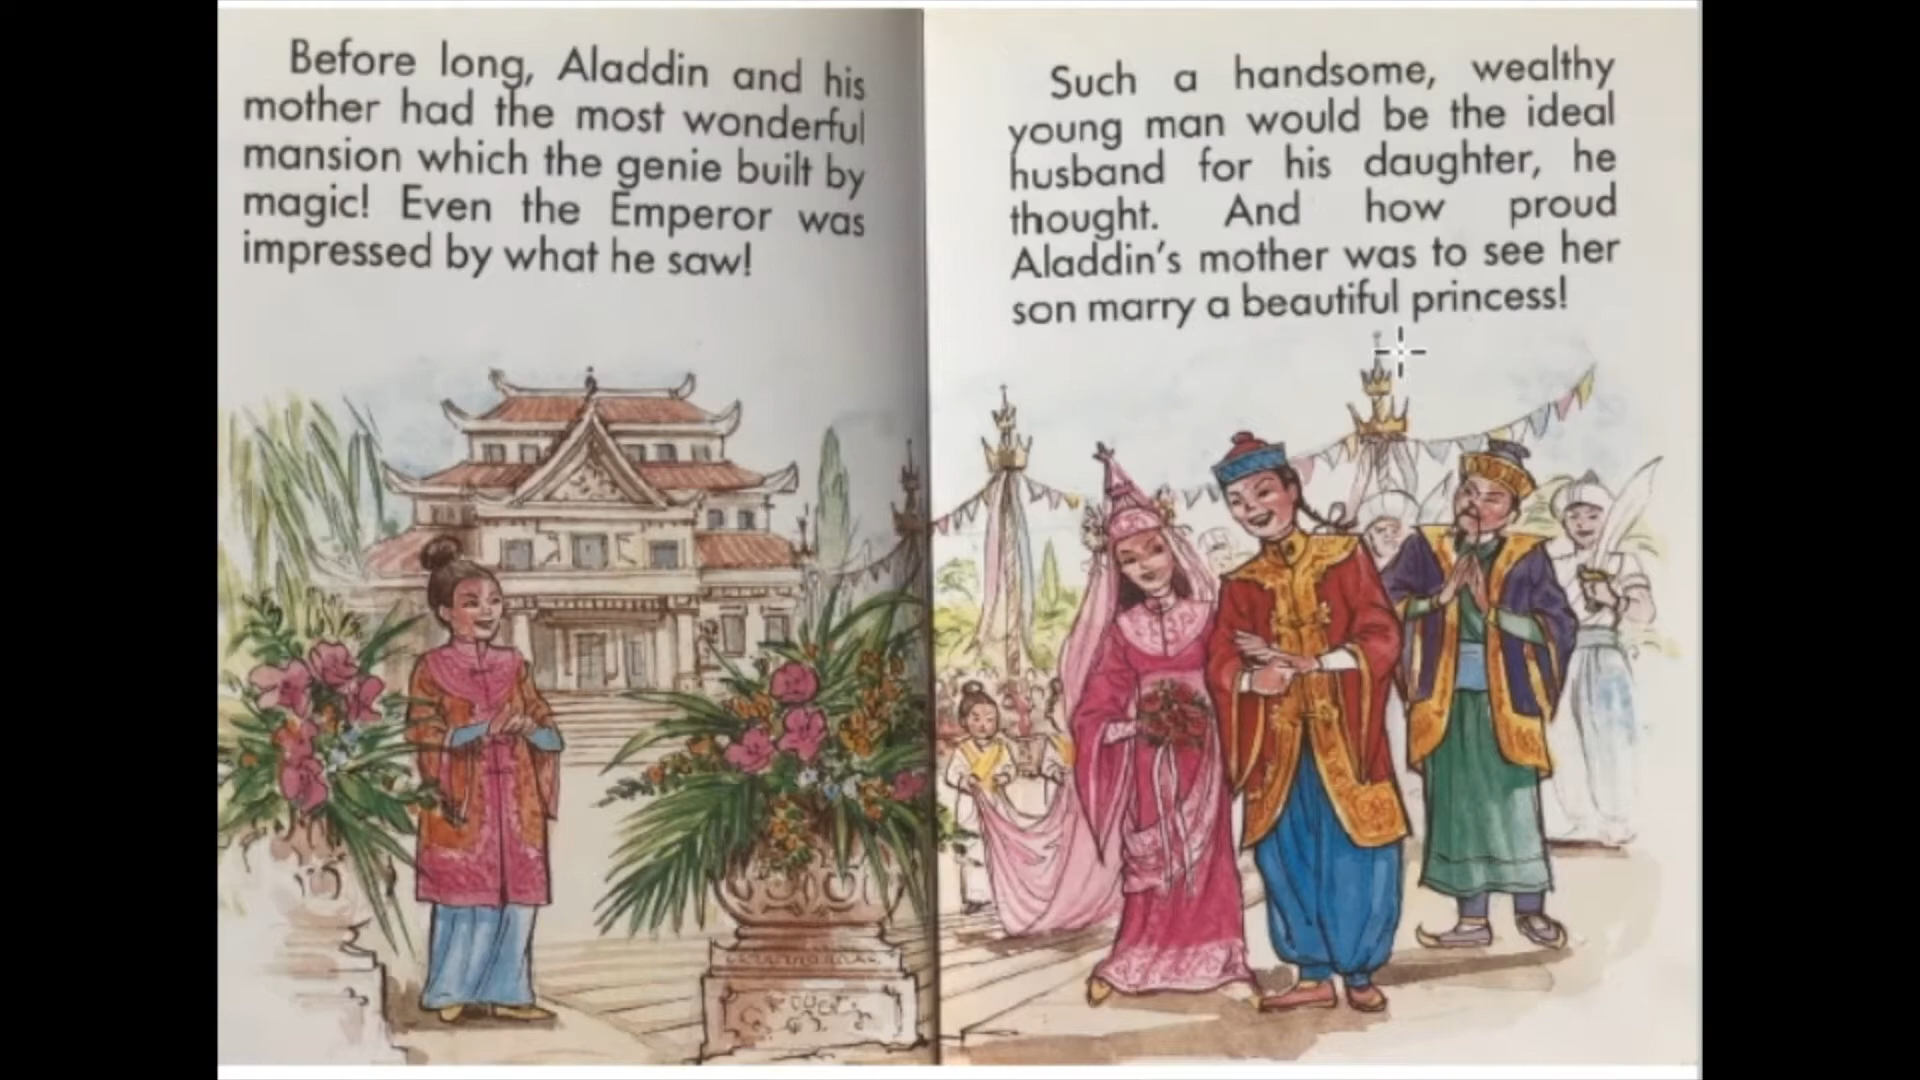 Before long, Aladdin and his
mother had the most wonderful
mansion which the genie built by
magic! Even the Emperor was
impressed by what he saw!
Such a handsome, wealthy
young man would be the ideal
husband for his daughter, he
thought. And how proud
Aladdin's mother was to see her
son marry a beautiful princess!